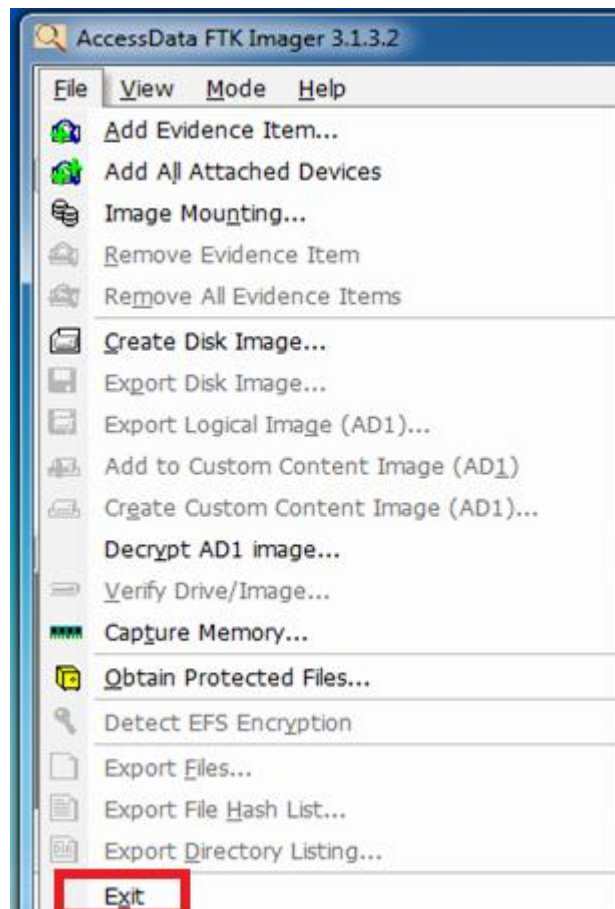 AccessData FTK Imager 3.1.3.2
File View Mode Help
Add Evidence Item...
Add All Attached Devices
Image Mounting...
Remove Evidence Item
Remove All Evidence Items
Create Disk Image...
Export Disk Image...
Export Logical Image (AD1)...
Add to Custom Content Image (AD1)
Create Custom Content Image (AD1)...
Decrypt AD1 image...
Verify Drive/Image...
Capture Memory...
Obtain Protected Files...
Detect EFS Encryption
Export Files...
Export File Hash List...
Export Directory Listing...
Exit